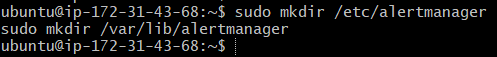 ubuntu@ip-172-31-43-68:~$ sudo mkdir /etc/alertmanager
sudo mkdir /var/lib/alertmanager
ubuntu@ip-172-31-43-68:~$